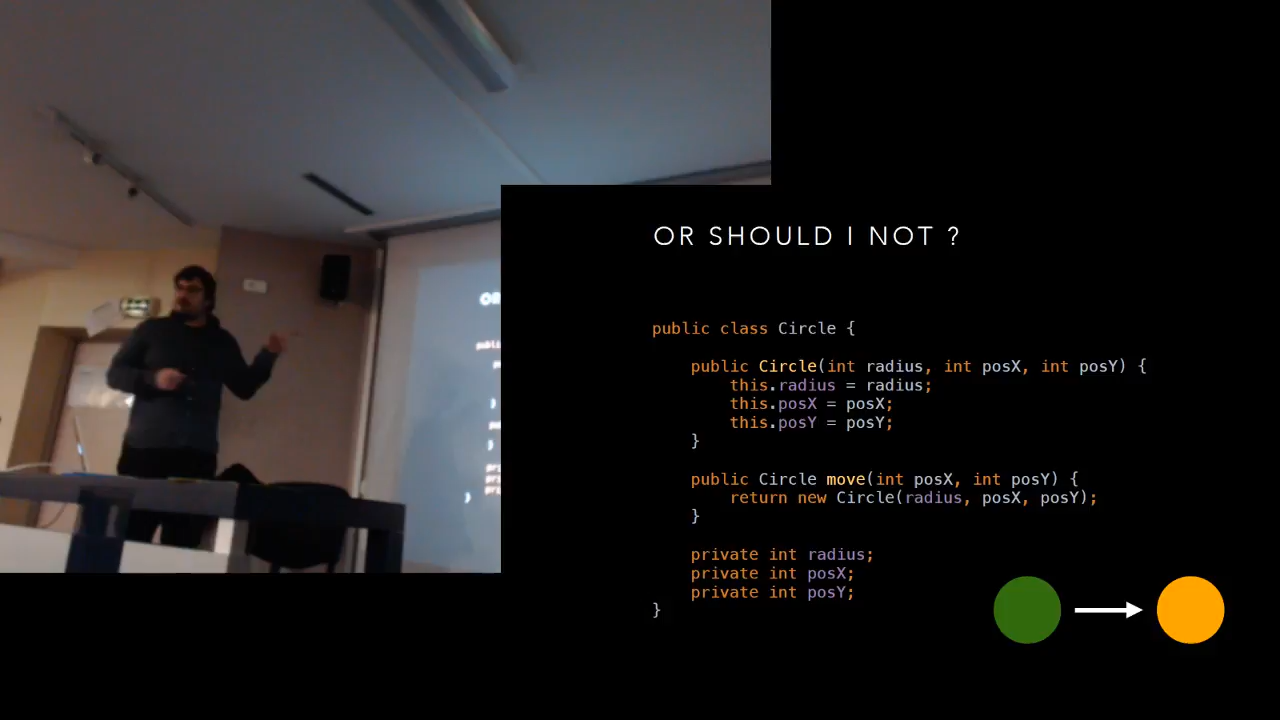 OR SHOULD I NOT ?
public class Circle {
public Circle(int radius, int posX, int posY) {
this.radius = radius;
this.posX = posX;
this.posY = posY;
}
public Circle move(int posX, int posY) {
return new Circle(radius, posX, posY);
}
private int radius;
private int posX;
private int posY;
}